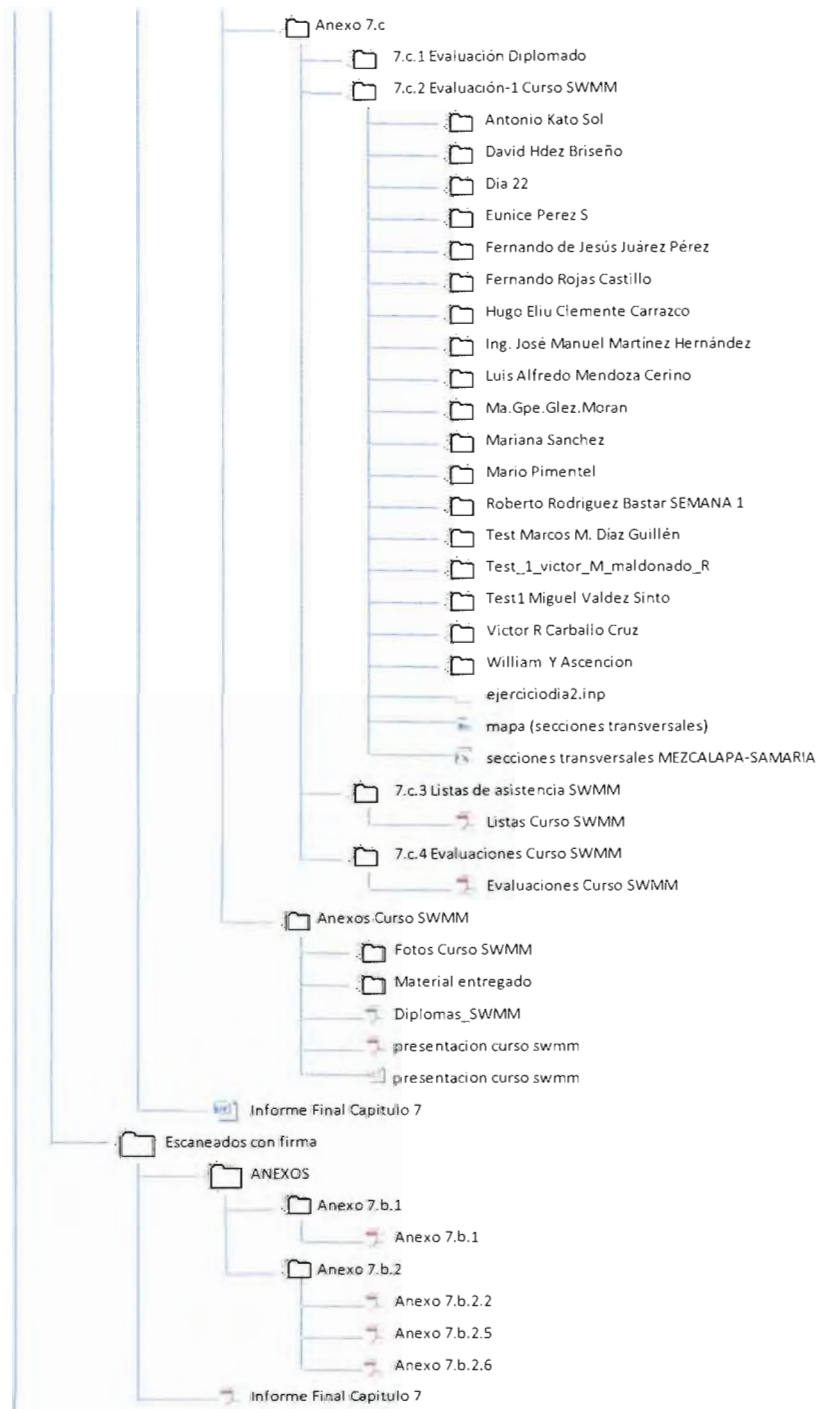 Anexo 7.c
7.c.1 Evaluación Diplomado
7.c.2 Evaluación-1 Curso SWMM
Antonio Kato Sol
David Hdez Briseño
Dia 22
Eunice Perez S
Fernando de Jesús Juárez Pérez
Fernando Rojas Castillo
Hugo Eliu Clemente Carrazco
Ing. José Manuel Martínez Hernández
Luis Alfredo Mendoza Cerino
Ma.Gpe.Glez.Moran
Mariana Sanchez
Mario Pimentel
Roberto Rodriguez Bastar SEMANA 1
Test Marcos M. Díaz Guillén
Test_1_victor_M_maldonado_R
Test1 Miguel Valdez Sinto
Victor R Carballo Cruz
William Y Ascencion
ejerciciodia2.inp
mapa (secciones transversales)
secciones transversales MEZCALAPA-SAMARIA
7.c.3 Listas de asistencia SWMM
Listas Curso SWMM
7.c.4 Evaluaciones Curso SWMM
Evaluaciones Curso SWMM
Anexos Curso SWMM
Fotos Curso SWMM
Material entregado
Diplomas_SWMM
presentacion curso swmm
presentacion curso swmm
Informe Final Capitulo 7
Escaneados con firma
ANEXOS
Anexo 7.b.1
Anexo 7.b.1
Anexo 7.b.2
Anexo 7.b.2.2
Anexo 7.b.2.5
Anexo 7.b.2.6
Informe Final Capitulo 7